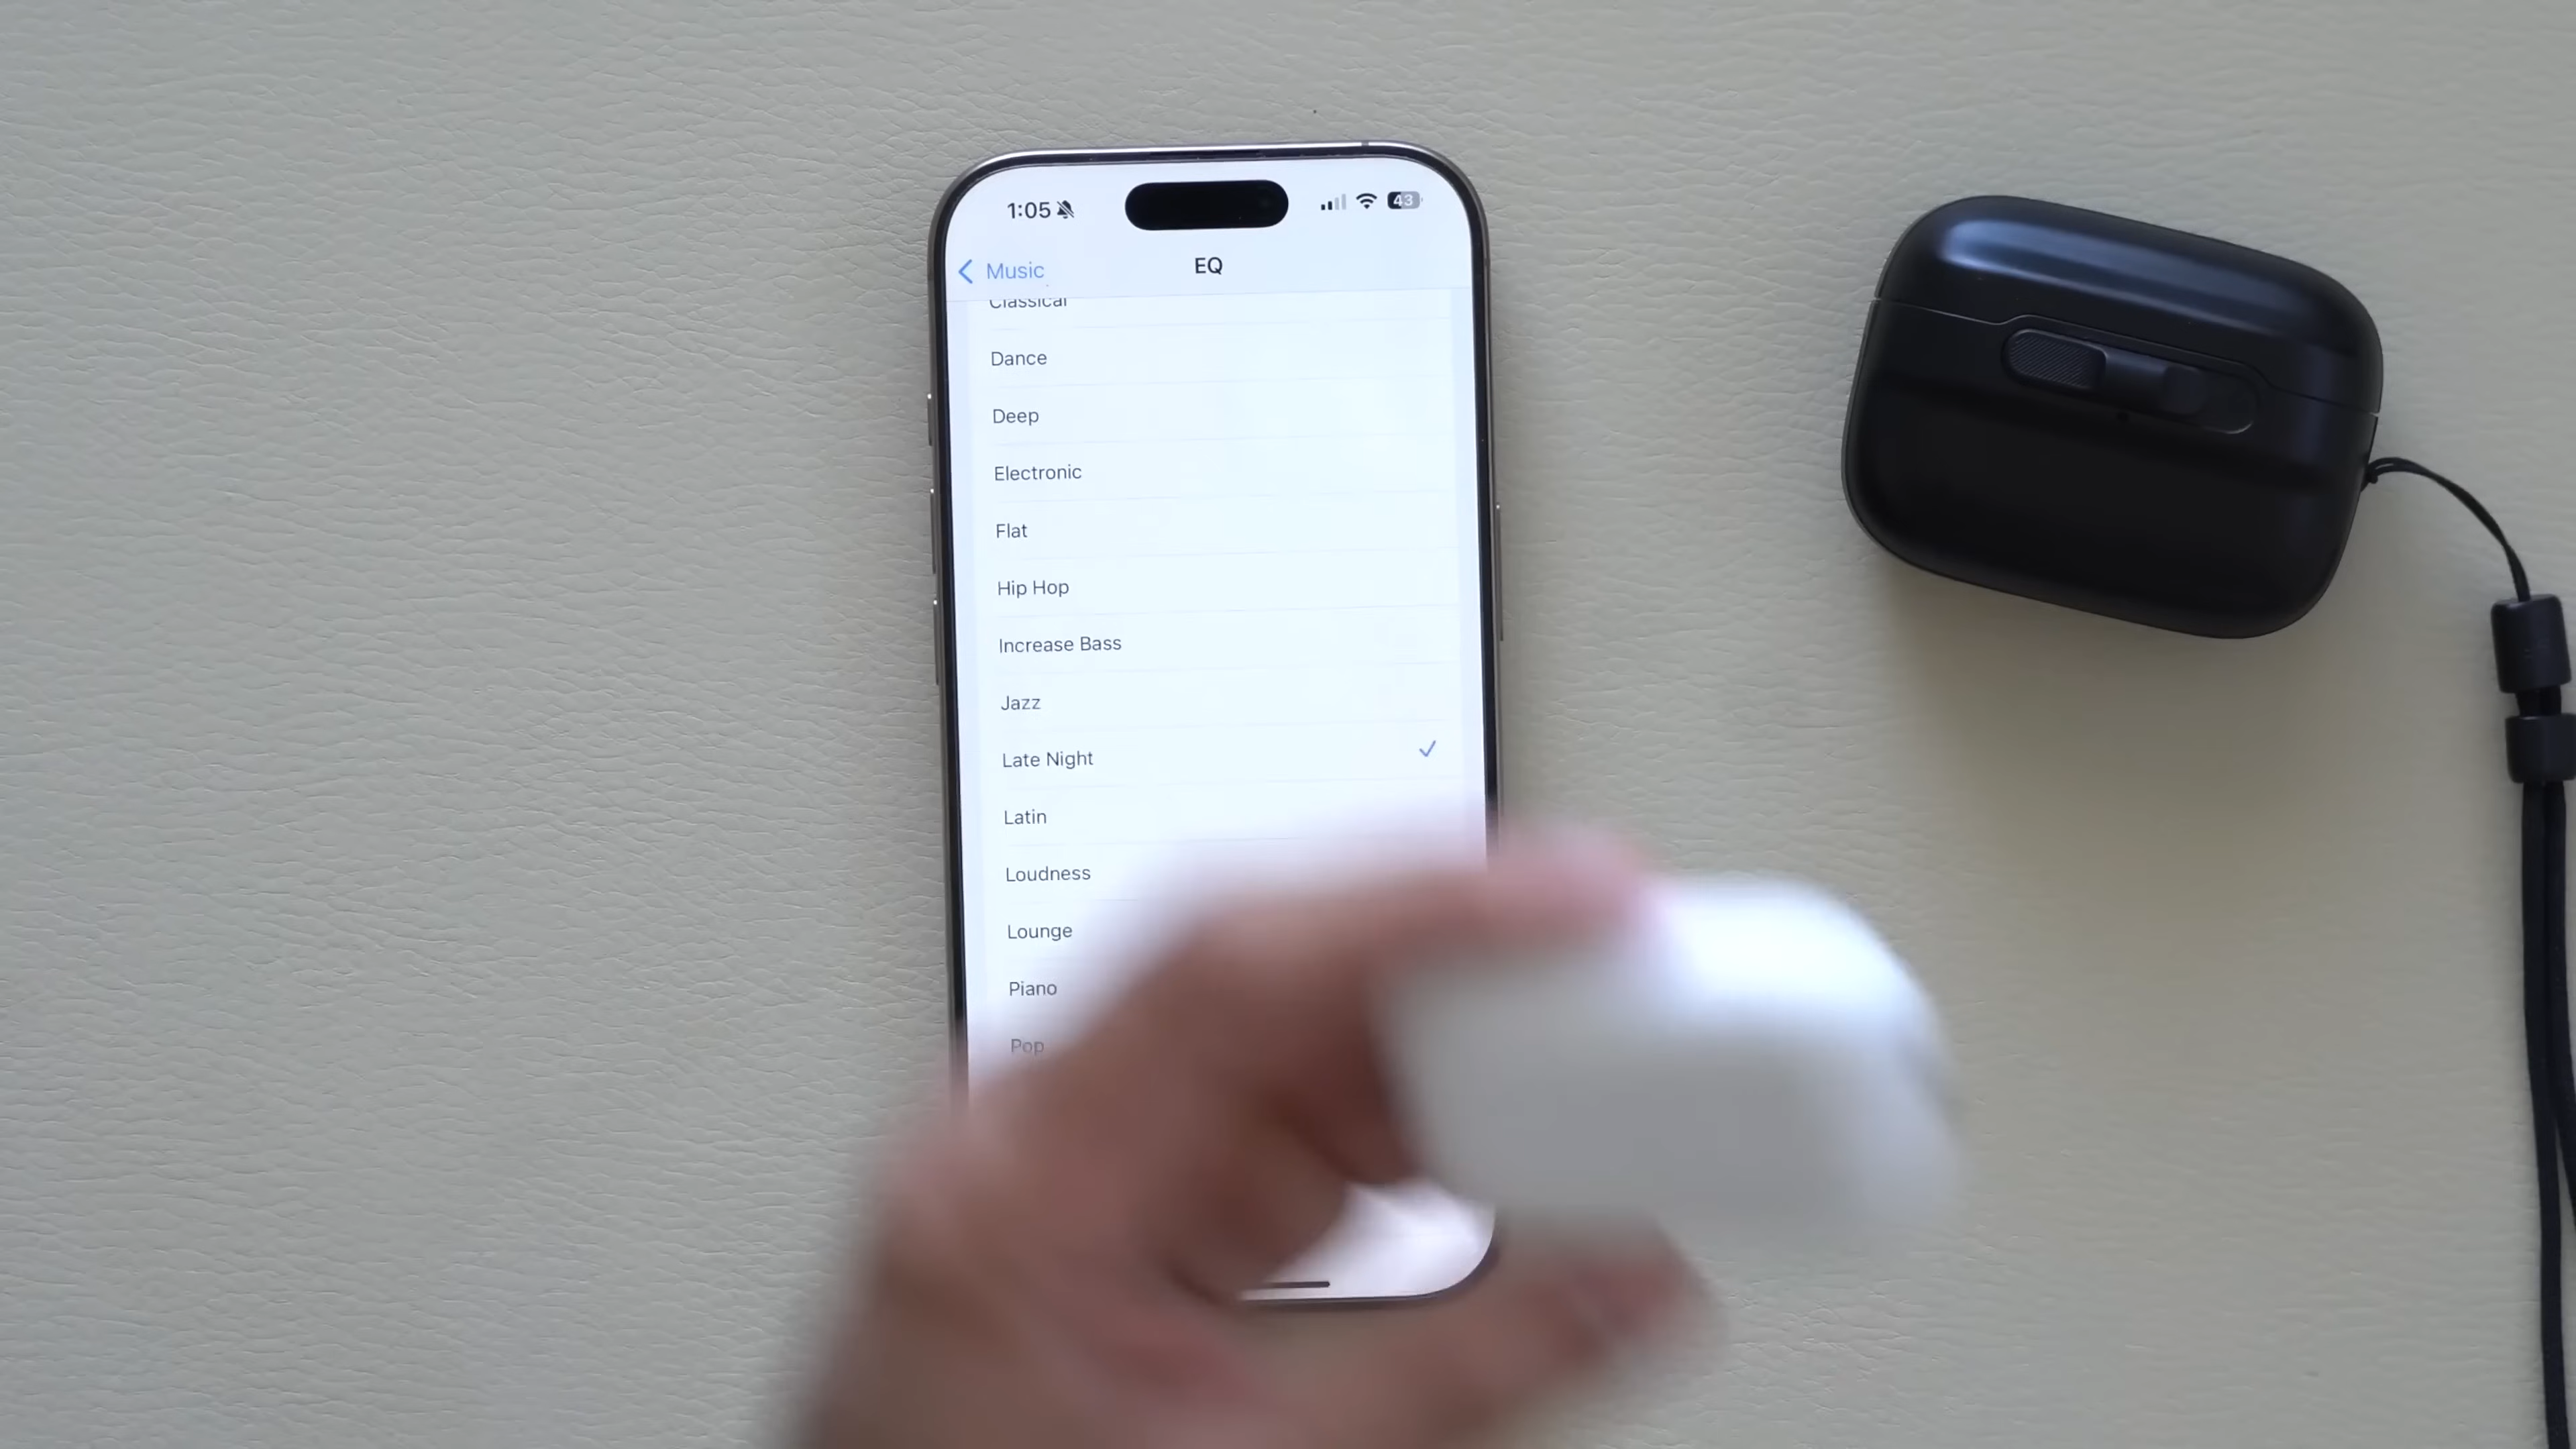 1:05
43
Music
EQ
Classical
Dance
Deep
Electronic
Flat
Hip Hop
Increase Bass
Jazz
Late Night
Latin
Loudness
Lounge
Piano
Pop